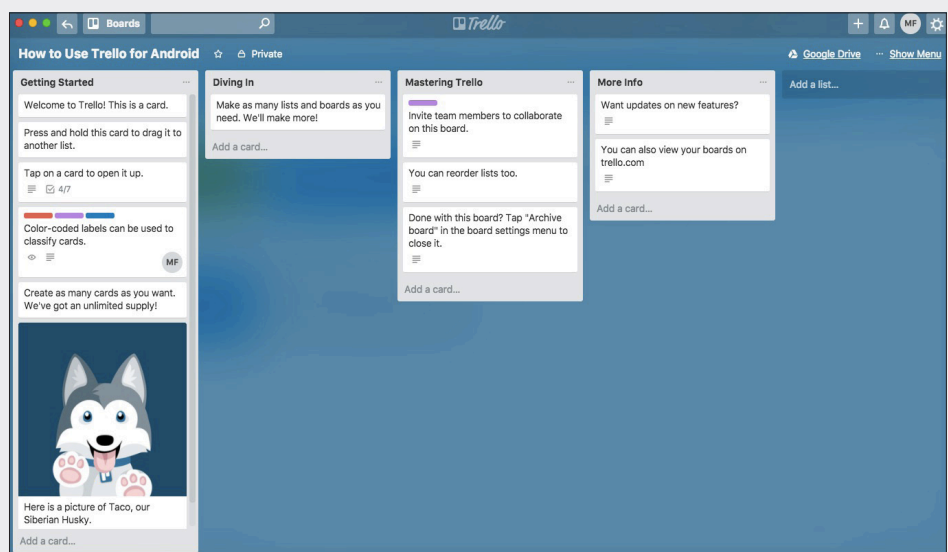 Boards
Trello
MF
How to Use Trello for Android
Private
Google Drive
... Show Menu
Getting Started
...
Welcome to Trello! This is a card.
Press and hold this card to drag it to
another list.
Tap on a card to open it up.
4/7
Color-coded labels can be used to
classify cards.
MF
Create as many cards as you want.
We've got an unlimited supply!
Here is a picture of Taco, our
Siberian Husky.
Add a card...
Diving In
...
Make as many lists and boards as you
need. We'll make more!
Add a card...
Mastering Trello
...
Invite team members to collaborate
on this board.
You can reorder lists too.
Done with this board? Tap "Archive
board" in the board settings menu to
close it.
Add a card...
More Info
...
Want updates on new features?
You can also view your boards on
trello.com
Add a card...
Add a list...